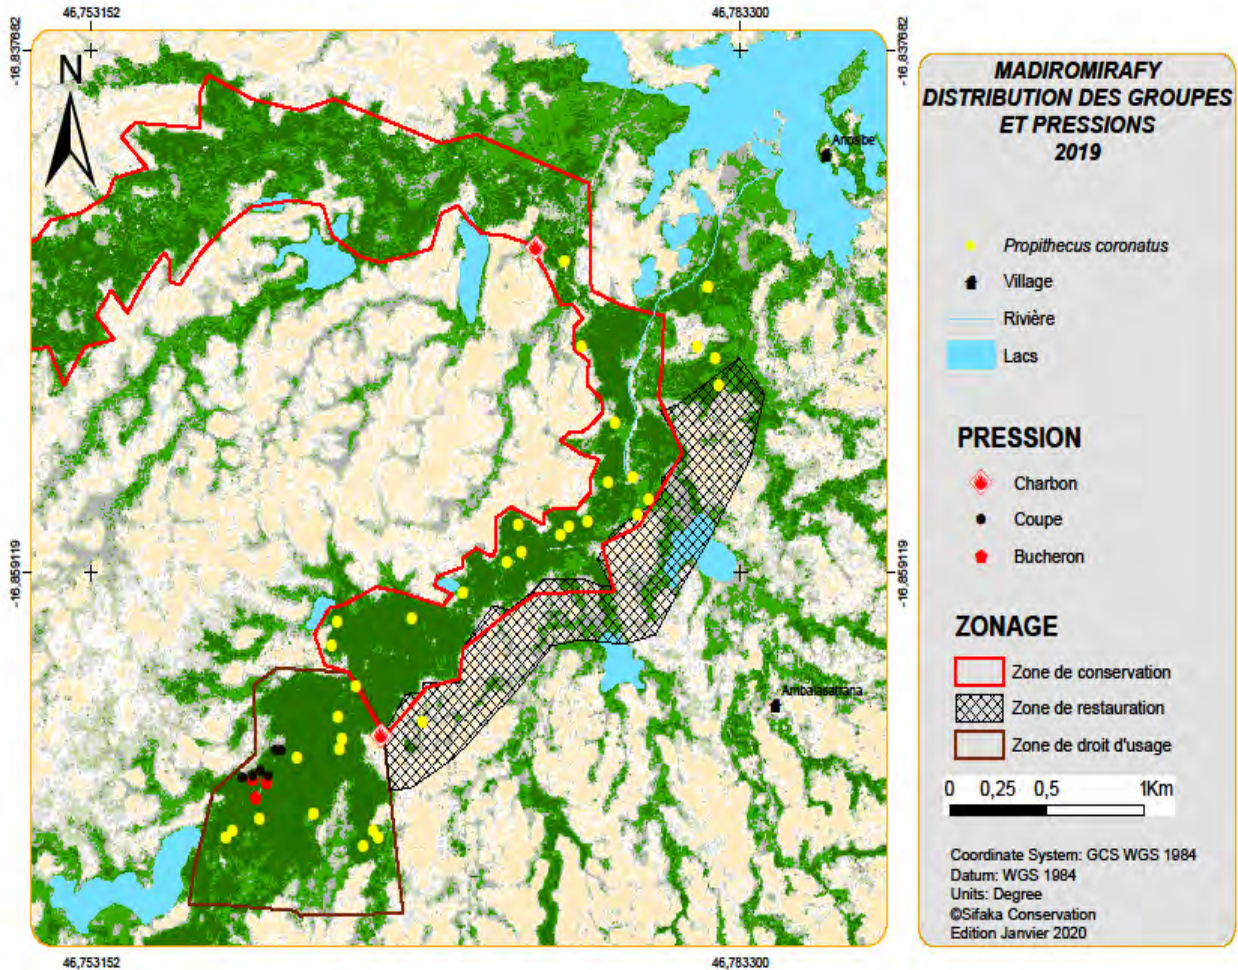 46,753152
46,783300
-16,837682
-16,837682
N
Anosibe
-16,859119
-16,859119
Ambalasatrana
46,753152
46,783300
MADIROMIRAFY
DISTRIBUTION DES GROUPES
ET PRESSIONS
2019
Propithecus coronatus
Village
Rivière
Lacs
PRESSION
Charbon
Coupe
Bucheron
ZONAGE
Zone de conservation
Zone de restauration
Zone de droit d'usage
0 0,25 0,5 1Km
Coordinate System: GCS WGS 1984
Datum: WGS 1984
Units: Degree
©Sifaka Conservation
Edition Janvier 2020